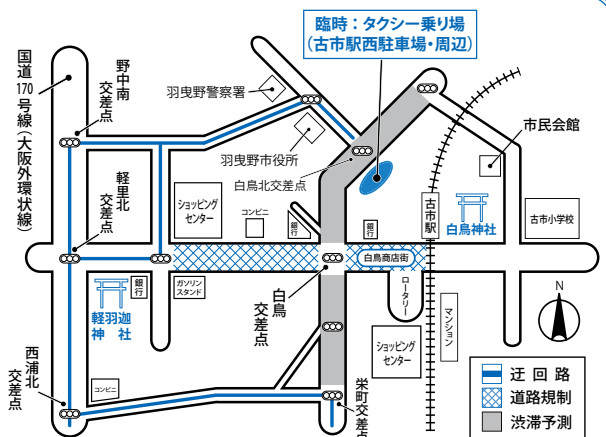 臨時：タクシー乗り場
（古市駅西駐車場・周辺）
国道170号線（大阪外環状線）
野中南
交差点
羽曳野警察署
羽曳野市役所
白鳥北交差点
市民会館
軽里北
交差点
ショッピング
センター
コンビニ
銀行
銀行
古市駅
白鳥神社
古市小学校
白鳥商店街
軽羽迦
神社
銀行
ガソリン
スタンド
白鳥
交差点
ロータリー
マンション
N
西浦北
交差点
コンビニ
ショッピング
センター
栄町交差点
迂回路
道路規制
渋滞予測